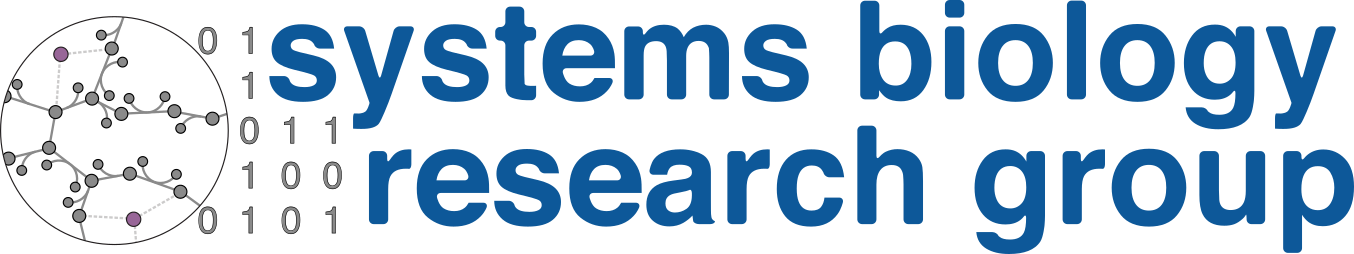 0 1 systems biology
1
0 1 1
1 0 0 research group
0 1 0 1